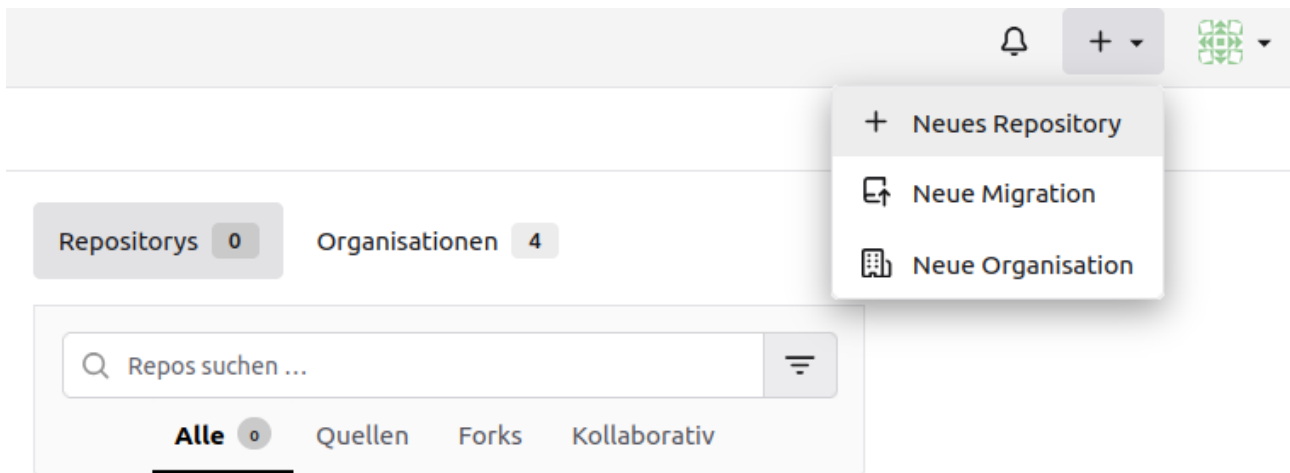 Neues Repository
Neue Migration
Repositorys 0 Organisationen 4
Neue Organisation
Repos suchen ...
Alle 0 Quellen Forks Kollaborativ